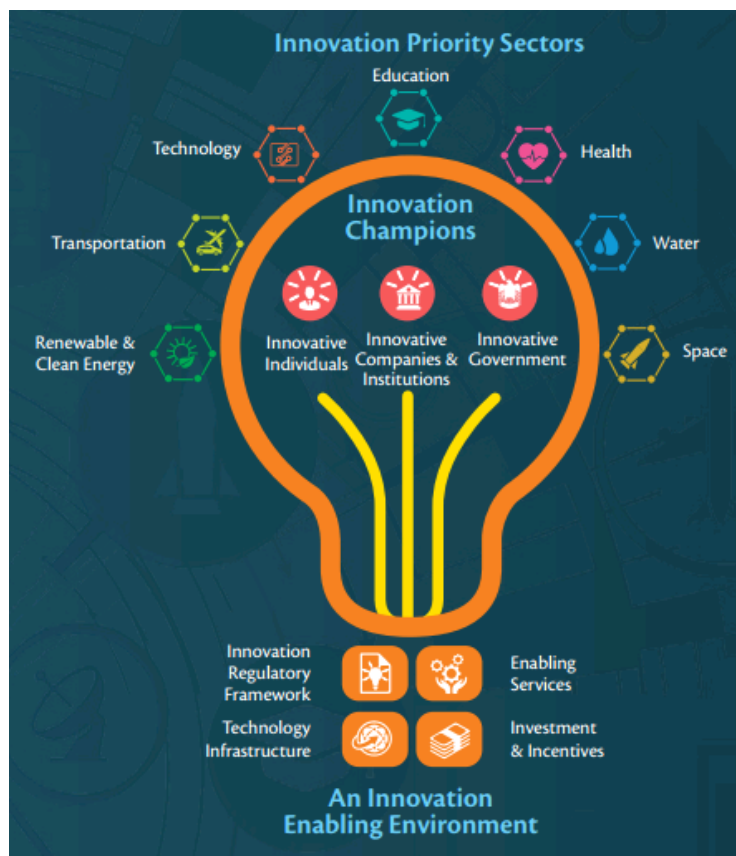 Innovation Priority Sectors
Education
Technology
Health
Transportation
Water
Renewable &
Clean Energy
Space
Innovation
Champions
Innovative
Individuals
Innovative
Companies &
Institutions
Innovative
Government
Innovation
Regulatory
Framework
Enabling
Services
Technology
Infrastructure
Investment
& Incentives
An Innovation
Enabling Environment